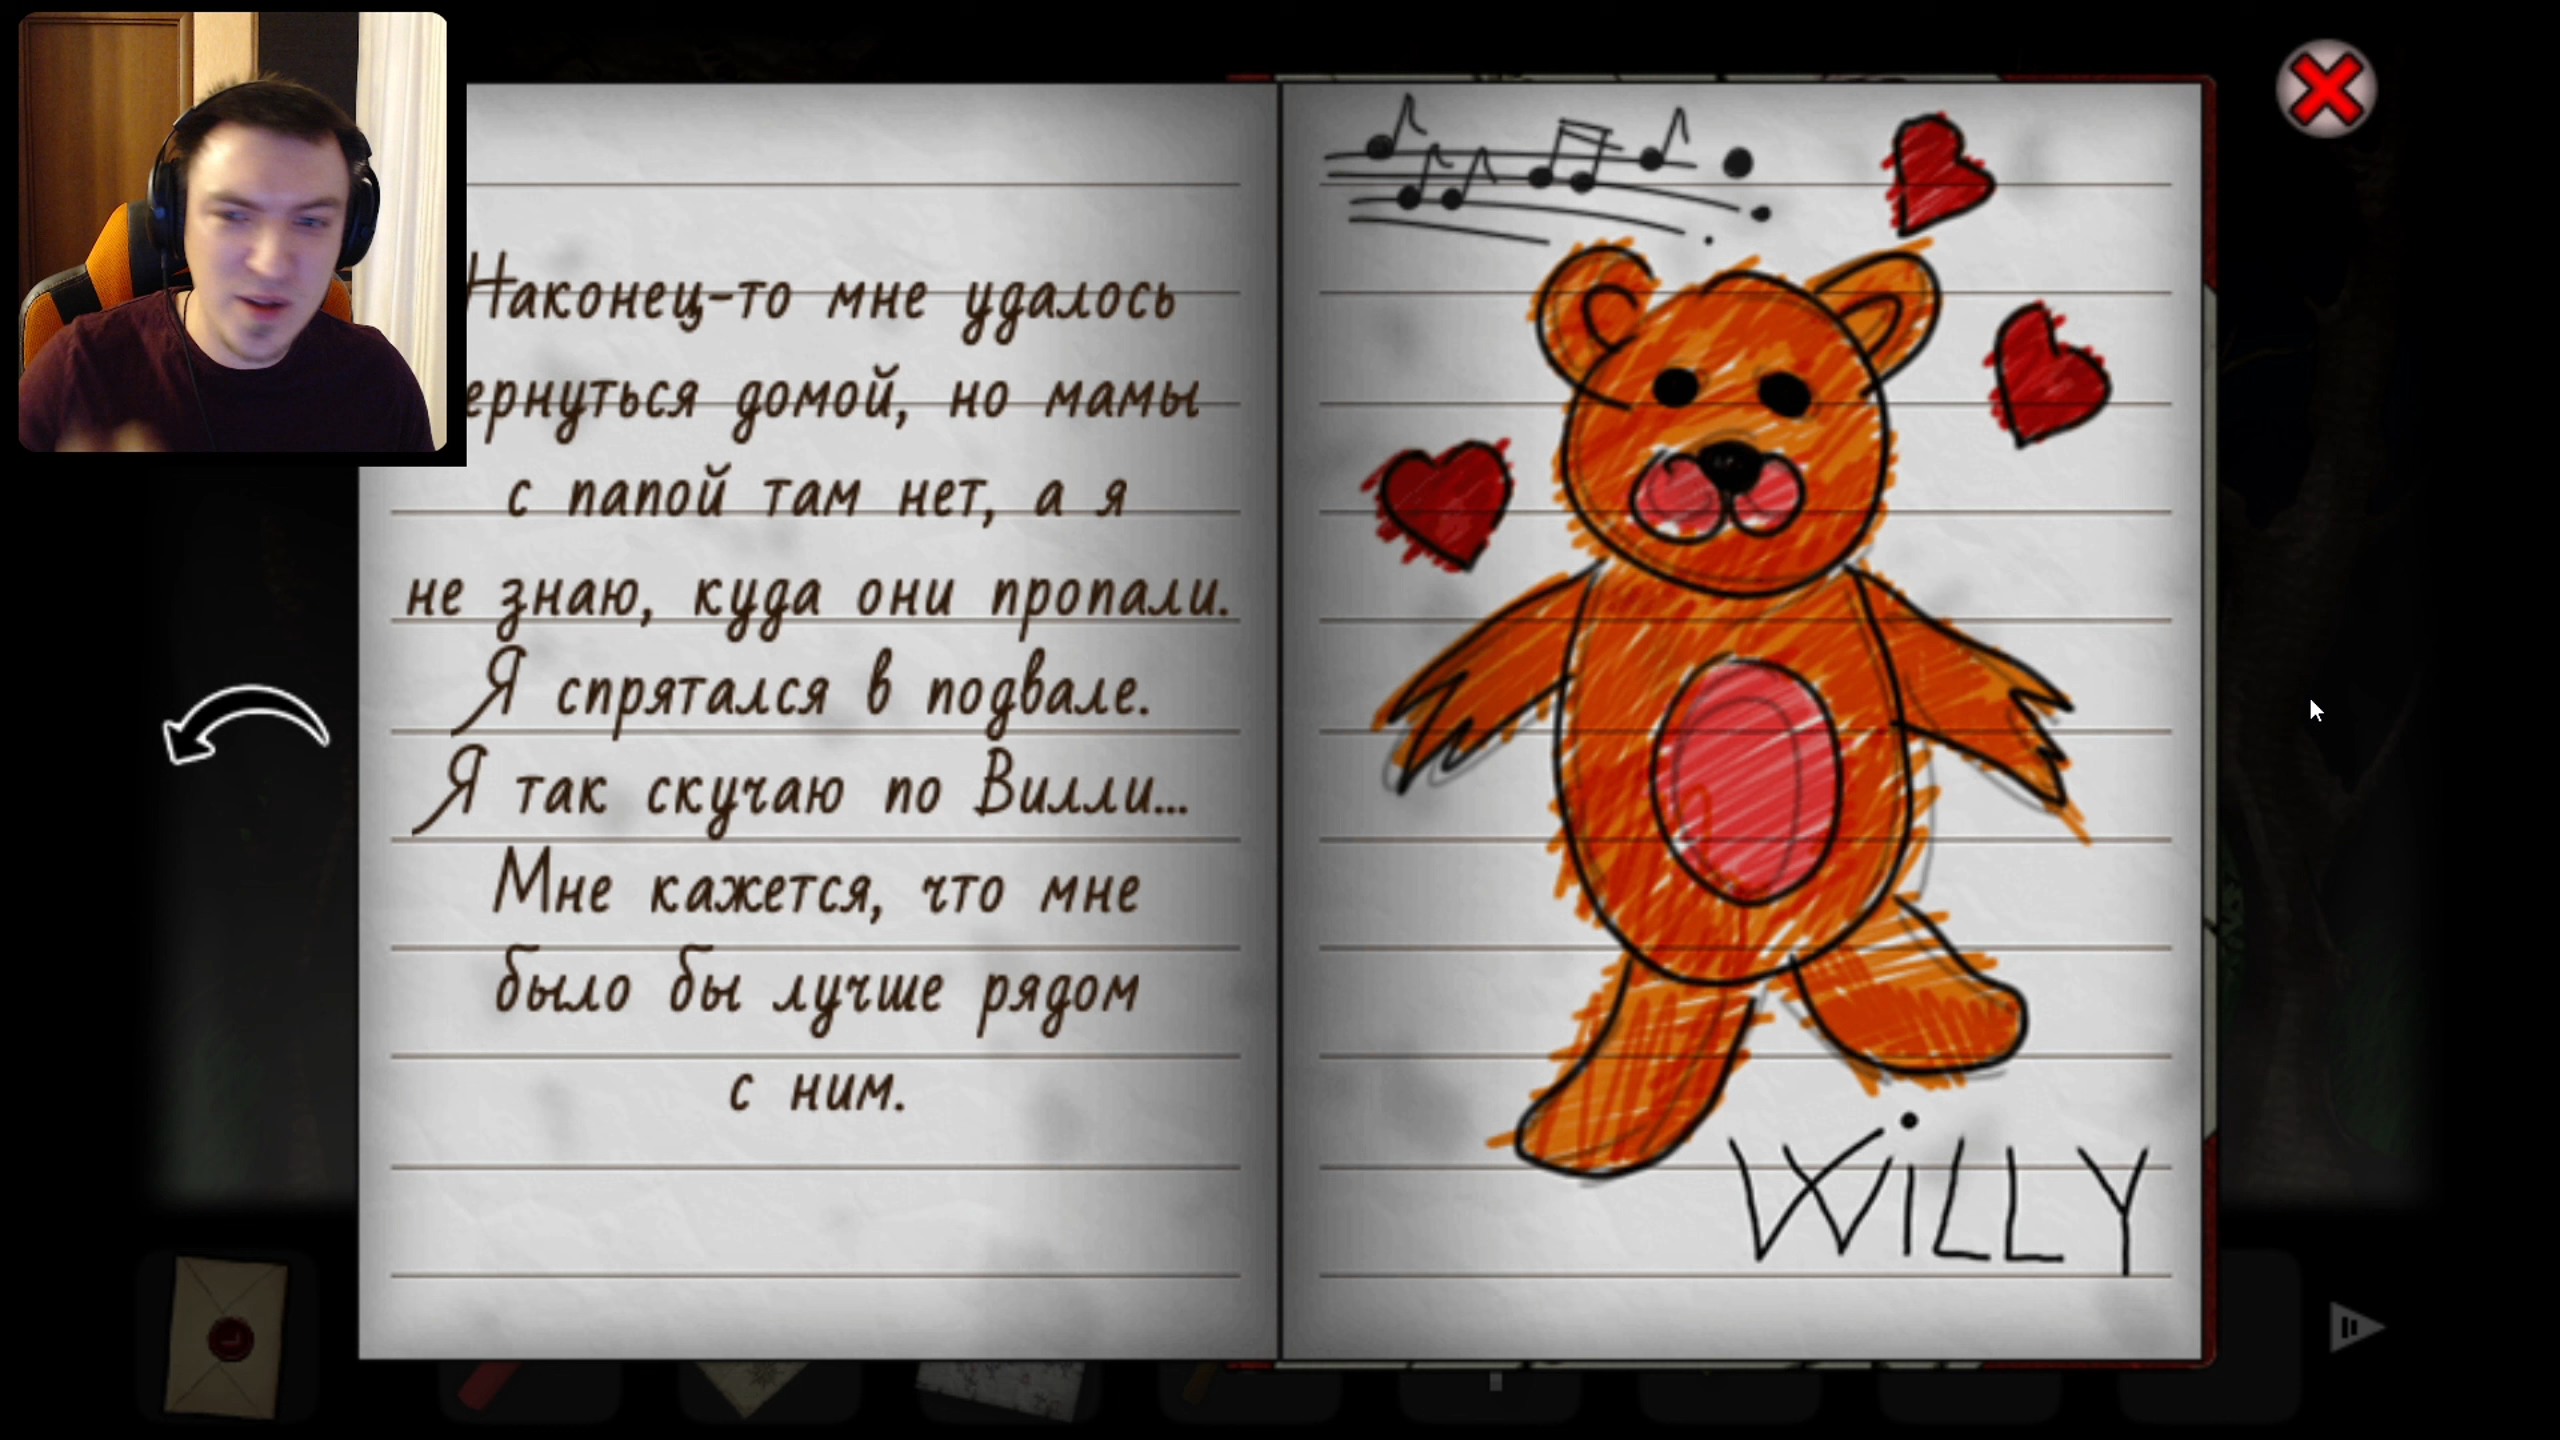 Наконец-то мне удалось
ернуться домой, но мамы
с папой там нет, а я
не знаю, куда они пропали.
Я спрятался в подвале.
Я так скучаю по Вилли...
Мне кажется, что мне
было бы лучше рядом
с ним.
WiLLY